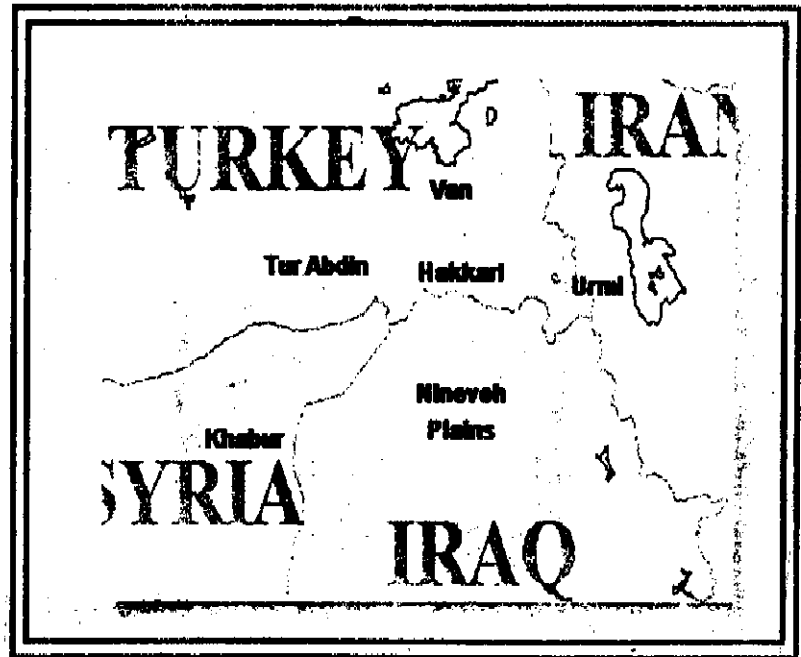 TURKEY
IRAN
Van
Tur Abdin
Hakkari
Urmi
Nineveh
Plains
Khabur
SYRIA
IRAQ